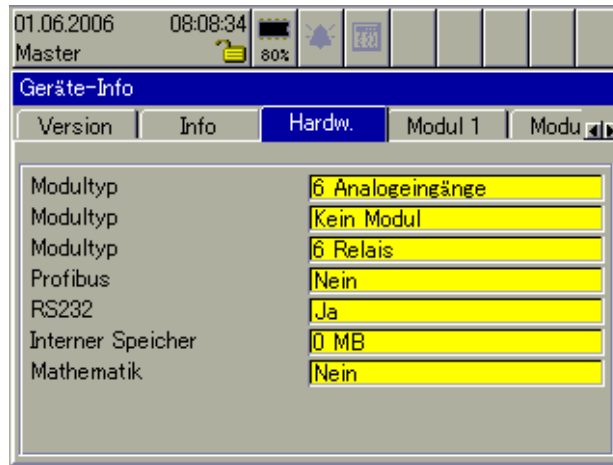 01.06.2006 08:08:34
Master 80%
Geräte-Info
Version Info Hardw. Modul 1 Modu
Modultyp 6 Analogeingänge
Modultyp Kein Modul
Modultyp 6 Relais
Profibus Nein
RS232 Ja
Interner Speicher 0 MB
Mathematik Nein